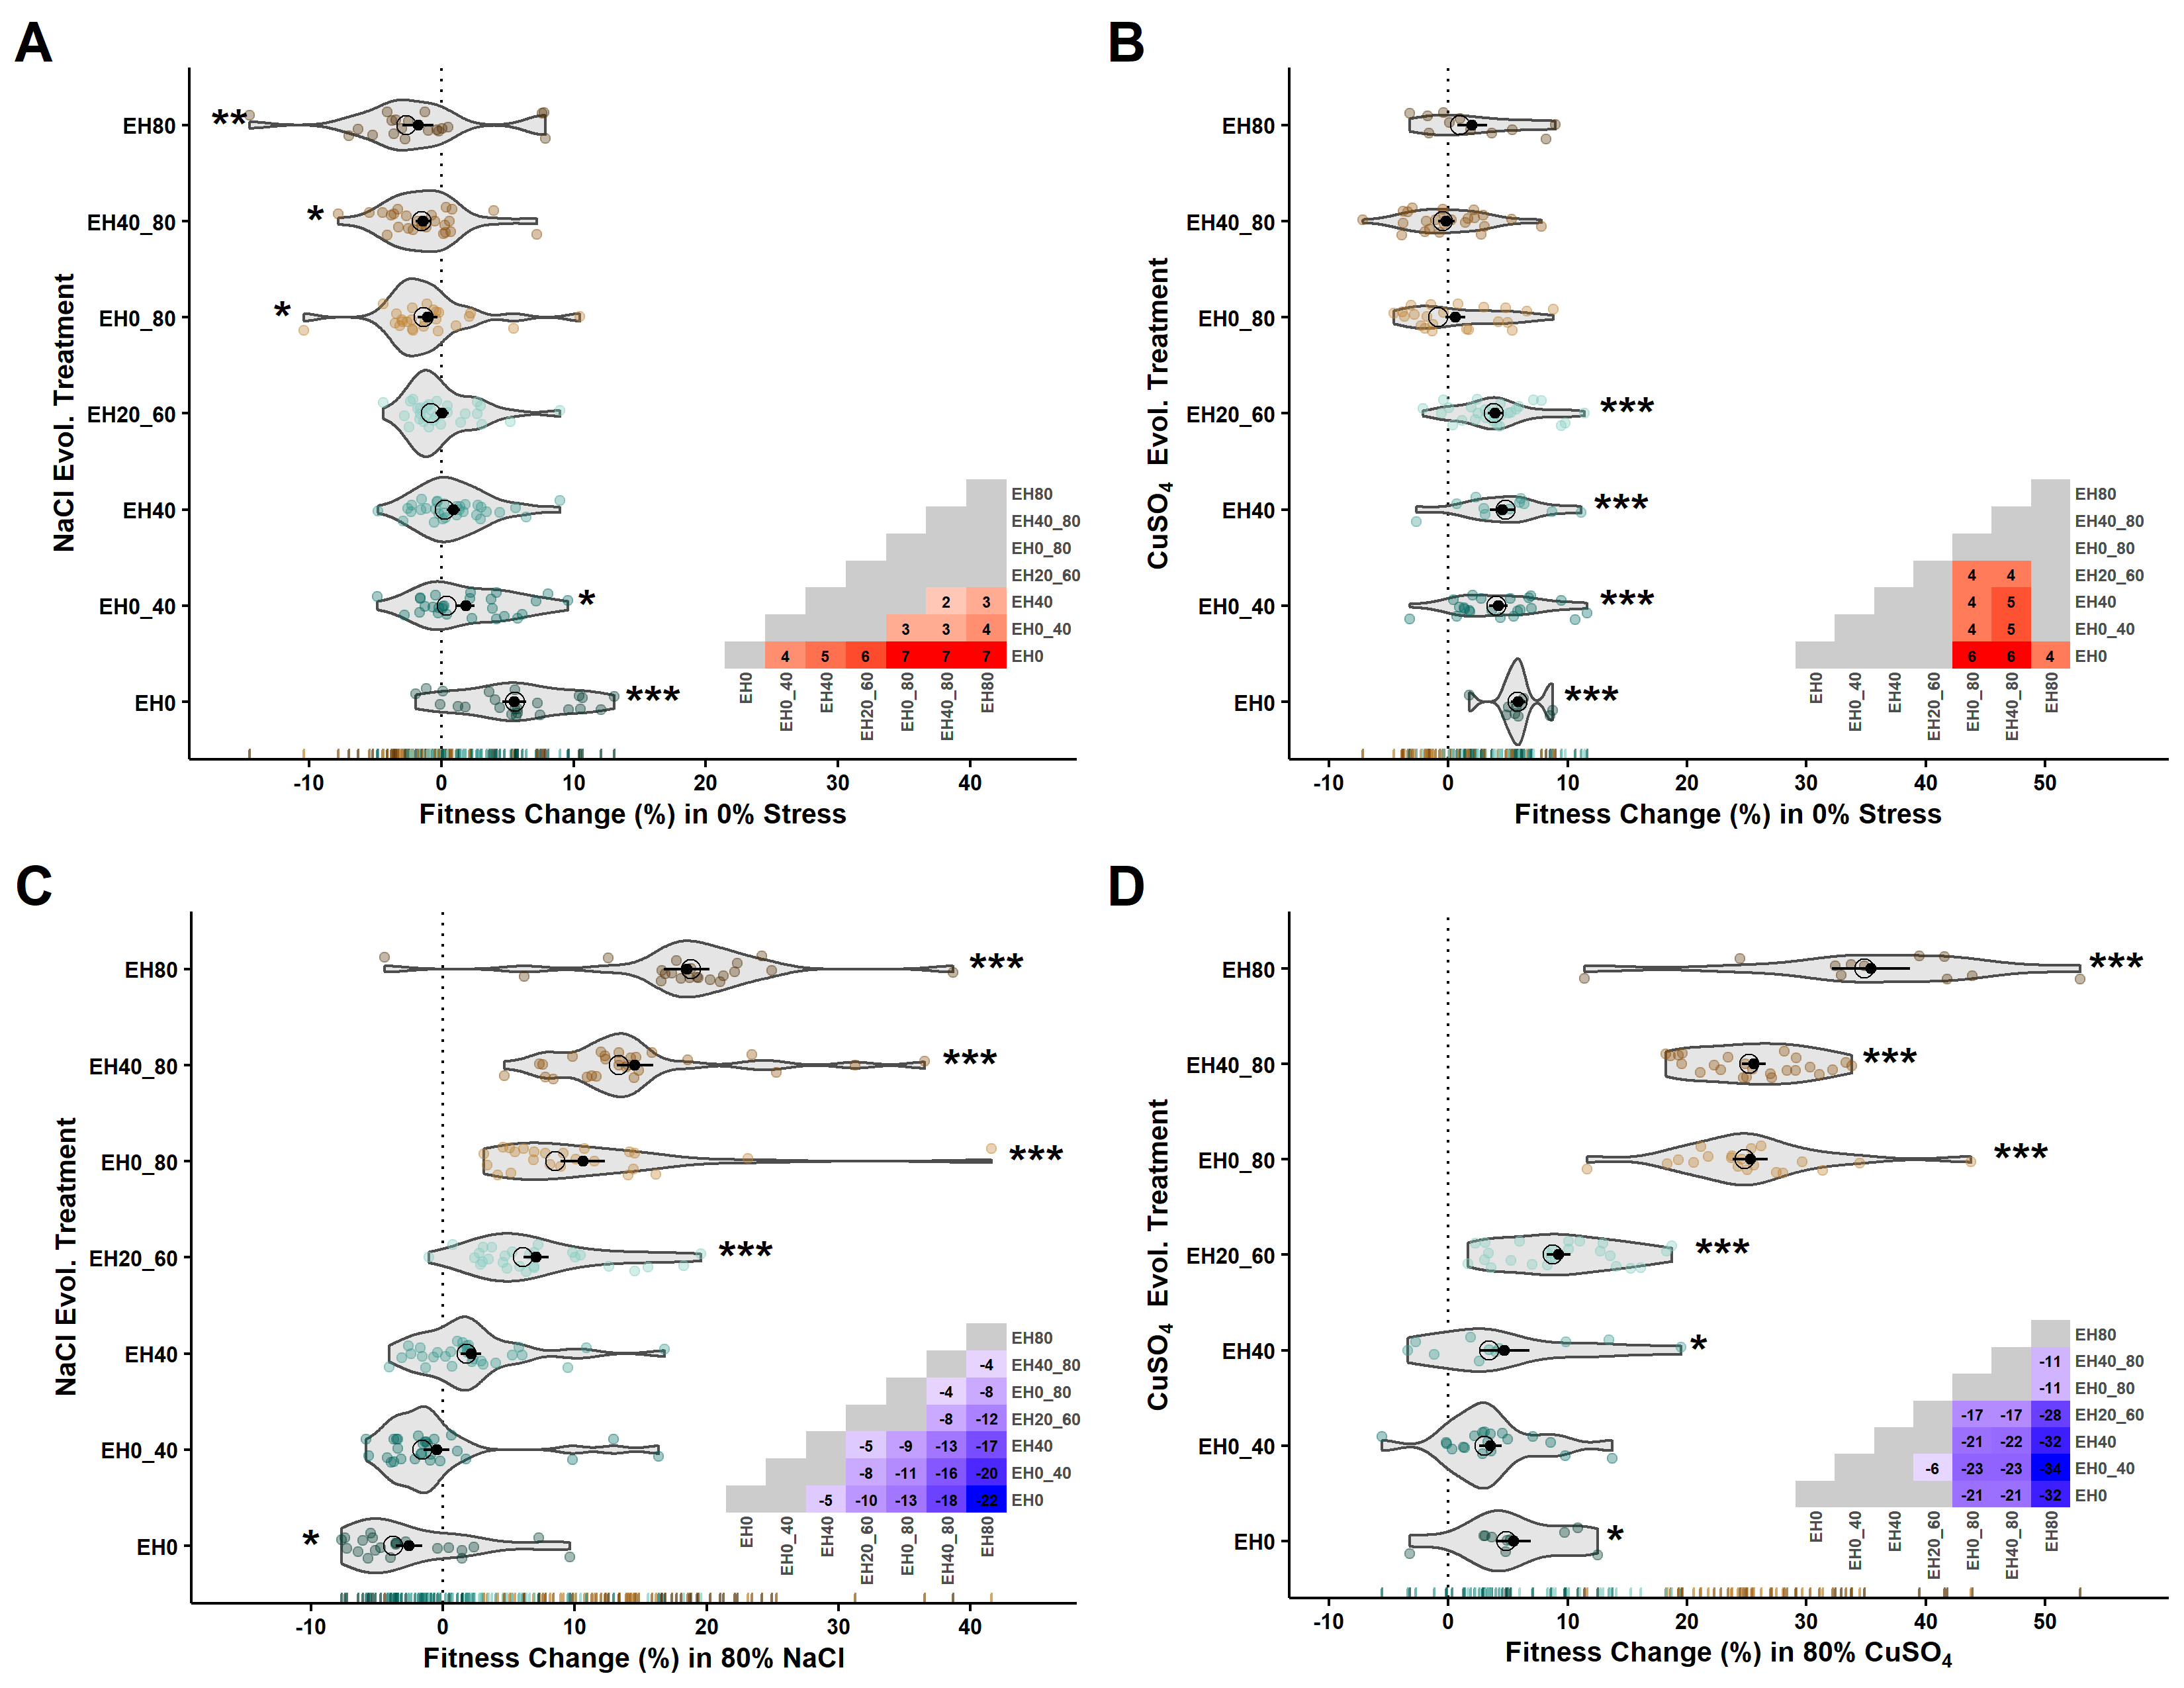 A
NaCl Evol. Treatment
EH80
**
EH40_80
*
EH0_80
*
EH20_60
EH40
EH0_40
*
EH0
***
EH80
EH40_80
EH0_80
EH20_60
2 3 EH40
3 3 4 EH0_40
4 5 6 7 7 7 EH0
EH0 EH0_40 EH40 EH20_60 EH0_80 EH40_80 EH80
-10 0 10 20 30 40
Fitness Change (%) in 0% Stress
B
CuSO4 Evol. Treatment
EH80
EH40_80
EH0_80
EH20_60
***
EH40
***
EH0_40
***
EH0
***
EH80
EH40_80
EH0_80
4 4 EH20_60
4 5 EH40
4 5 EH0_40
6 6 4 EH0
EH0 EH0_40 EH40 EH20_60 EH0_80 EH40_80 EH80
-10 0 10 20 30 40 50
Fitness Change (%) in 0% Stress
C
NaCl Evol. Treatment
EH80
***
EH40_80
***
EH0_80
***
EH20_60
***
EH40
EH0_40
EH0
*
EH80
-4 EH40_80
-4 -8 EH0_80
-8 -12 EH20_60
-5 -9 -13 -17 EH40
-8 -11 -16 -20 EH0_40
-5 -10 -13 -18 -22 EH0
EH0 EH0_40 EH40 EH20_60 EH0_80 EH40_80 EH80
-10 0 10 20 30 40
Fitness Change (%) in 80% NaCl
D
CuSO4 Evol. Treatment
EH80
***
EH40_80
***
EH0_80
***
EH20_60
***
EH40
*
EH0_40
EH0
*
EH80
-11 EH40_80
-11 EH0_80
-17 -17 -28 EH20_60
-21 -22 -32 EH40
-6 -23 -23 -34 EH0_40
-21 -21 -32 EH0
EH0 EH0_40 EH40 EH20_60 EH0_80 EH40_80 EH80
-10 0 10 20 30 40 50
Fitness Change (%) in 80% CuSO4